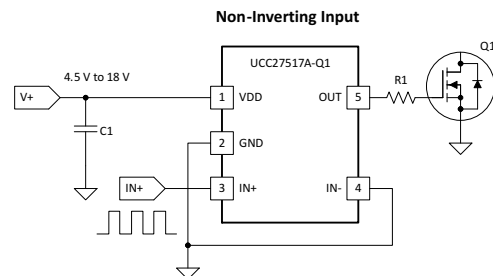 Non-Inverting Input
Q1
UCC27517A-Q1
4.5 V to 18 V
R1
V+
1
VDD
OUT
5
C1
2
GND
IN+
3
IN+
IN-
4